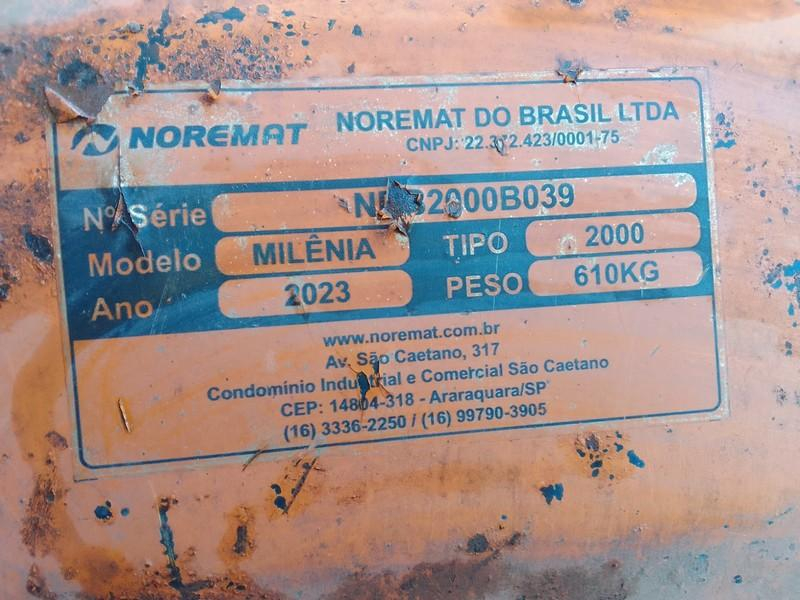 NOREMAT
NOREMAT DO BRASIL LTDA
CNPJ:
Nº Série
Modelo MILÊNIA TIPO 2000
Ano 2023 PESO 610KG
www.noremat.com.br
Av. São Caetano, 317
Condomínio Industrial e Comercial São Caetano
CEP: 14804-318 - Araraquara/SP
(16) 3336-2250 / (16) 99790-3905